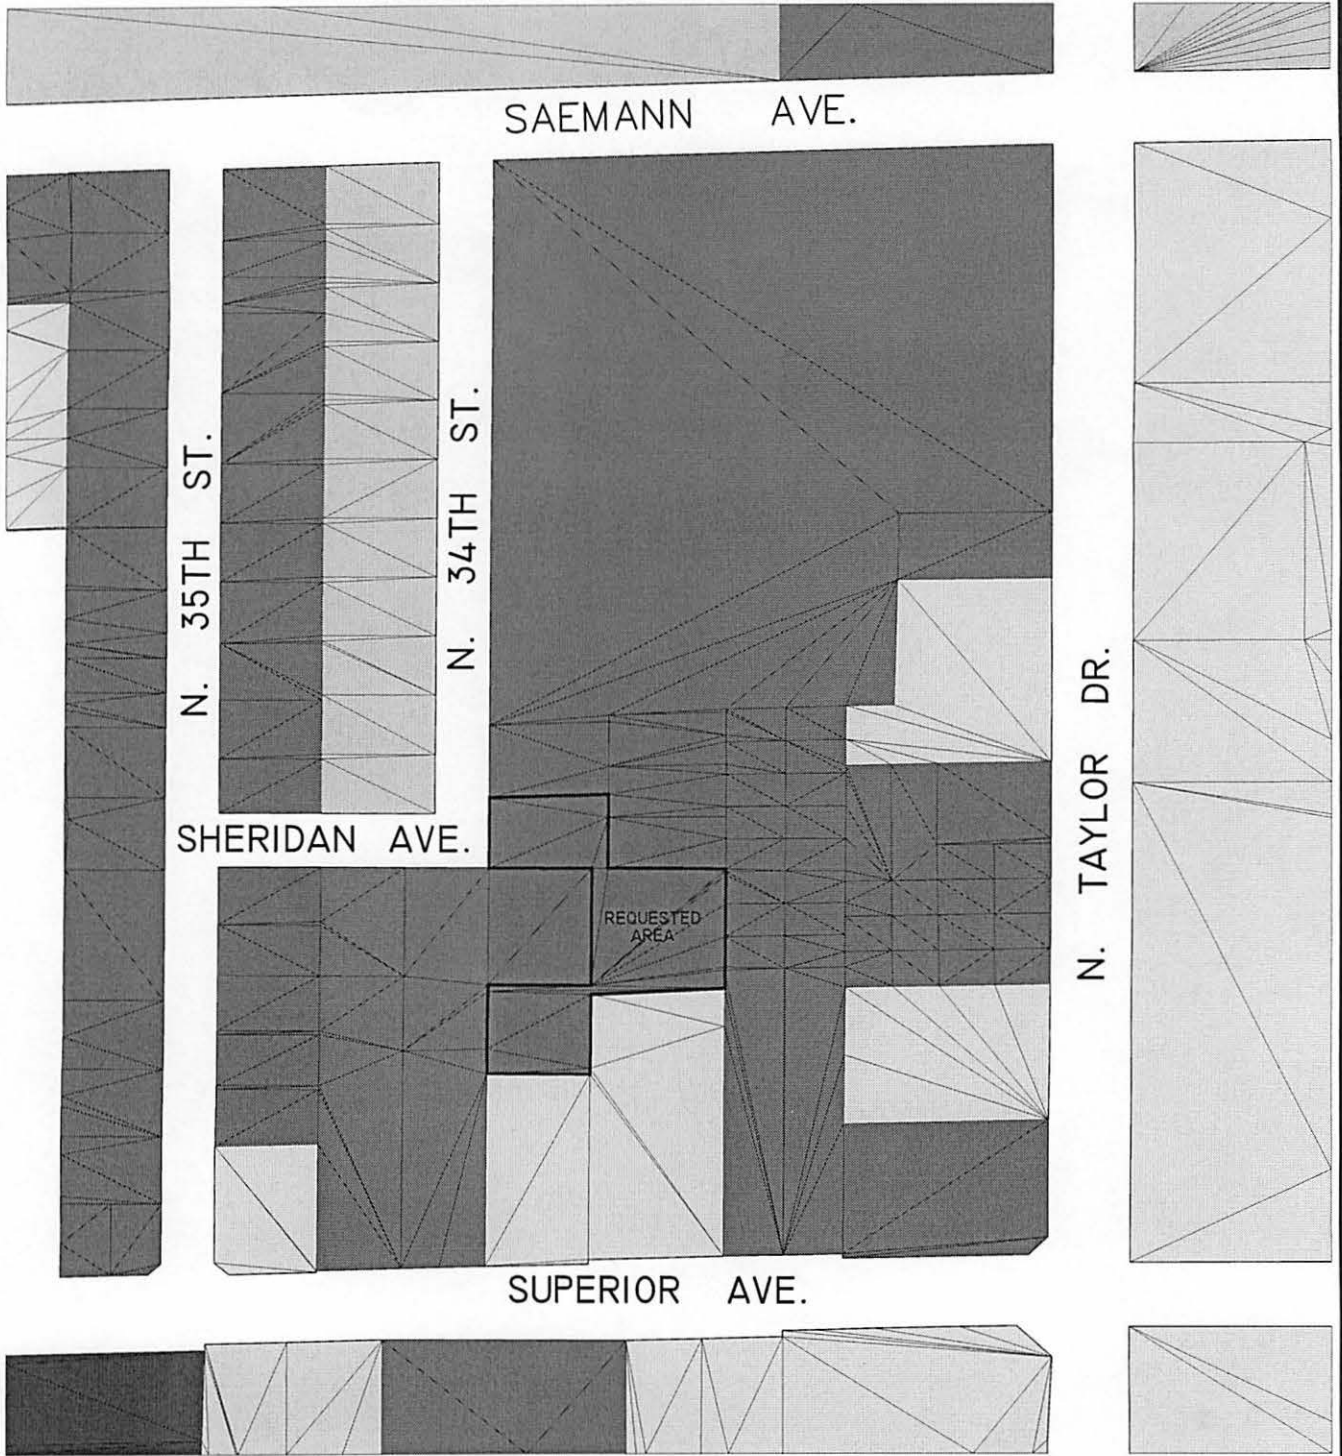 SAEMANN AVE.
N. 35TH ST.
N. 34TH ST.
N. TAYLOR DR.
SHERIDAN AVE.
REQUESTED
AREA
SUPERIOR AVE.